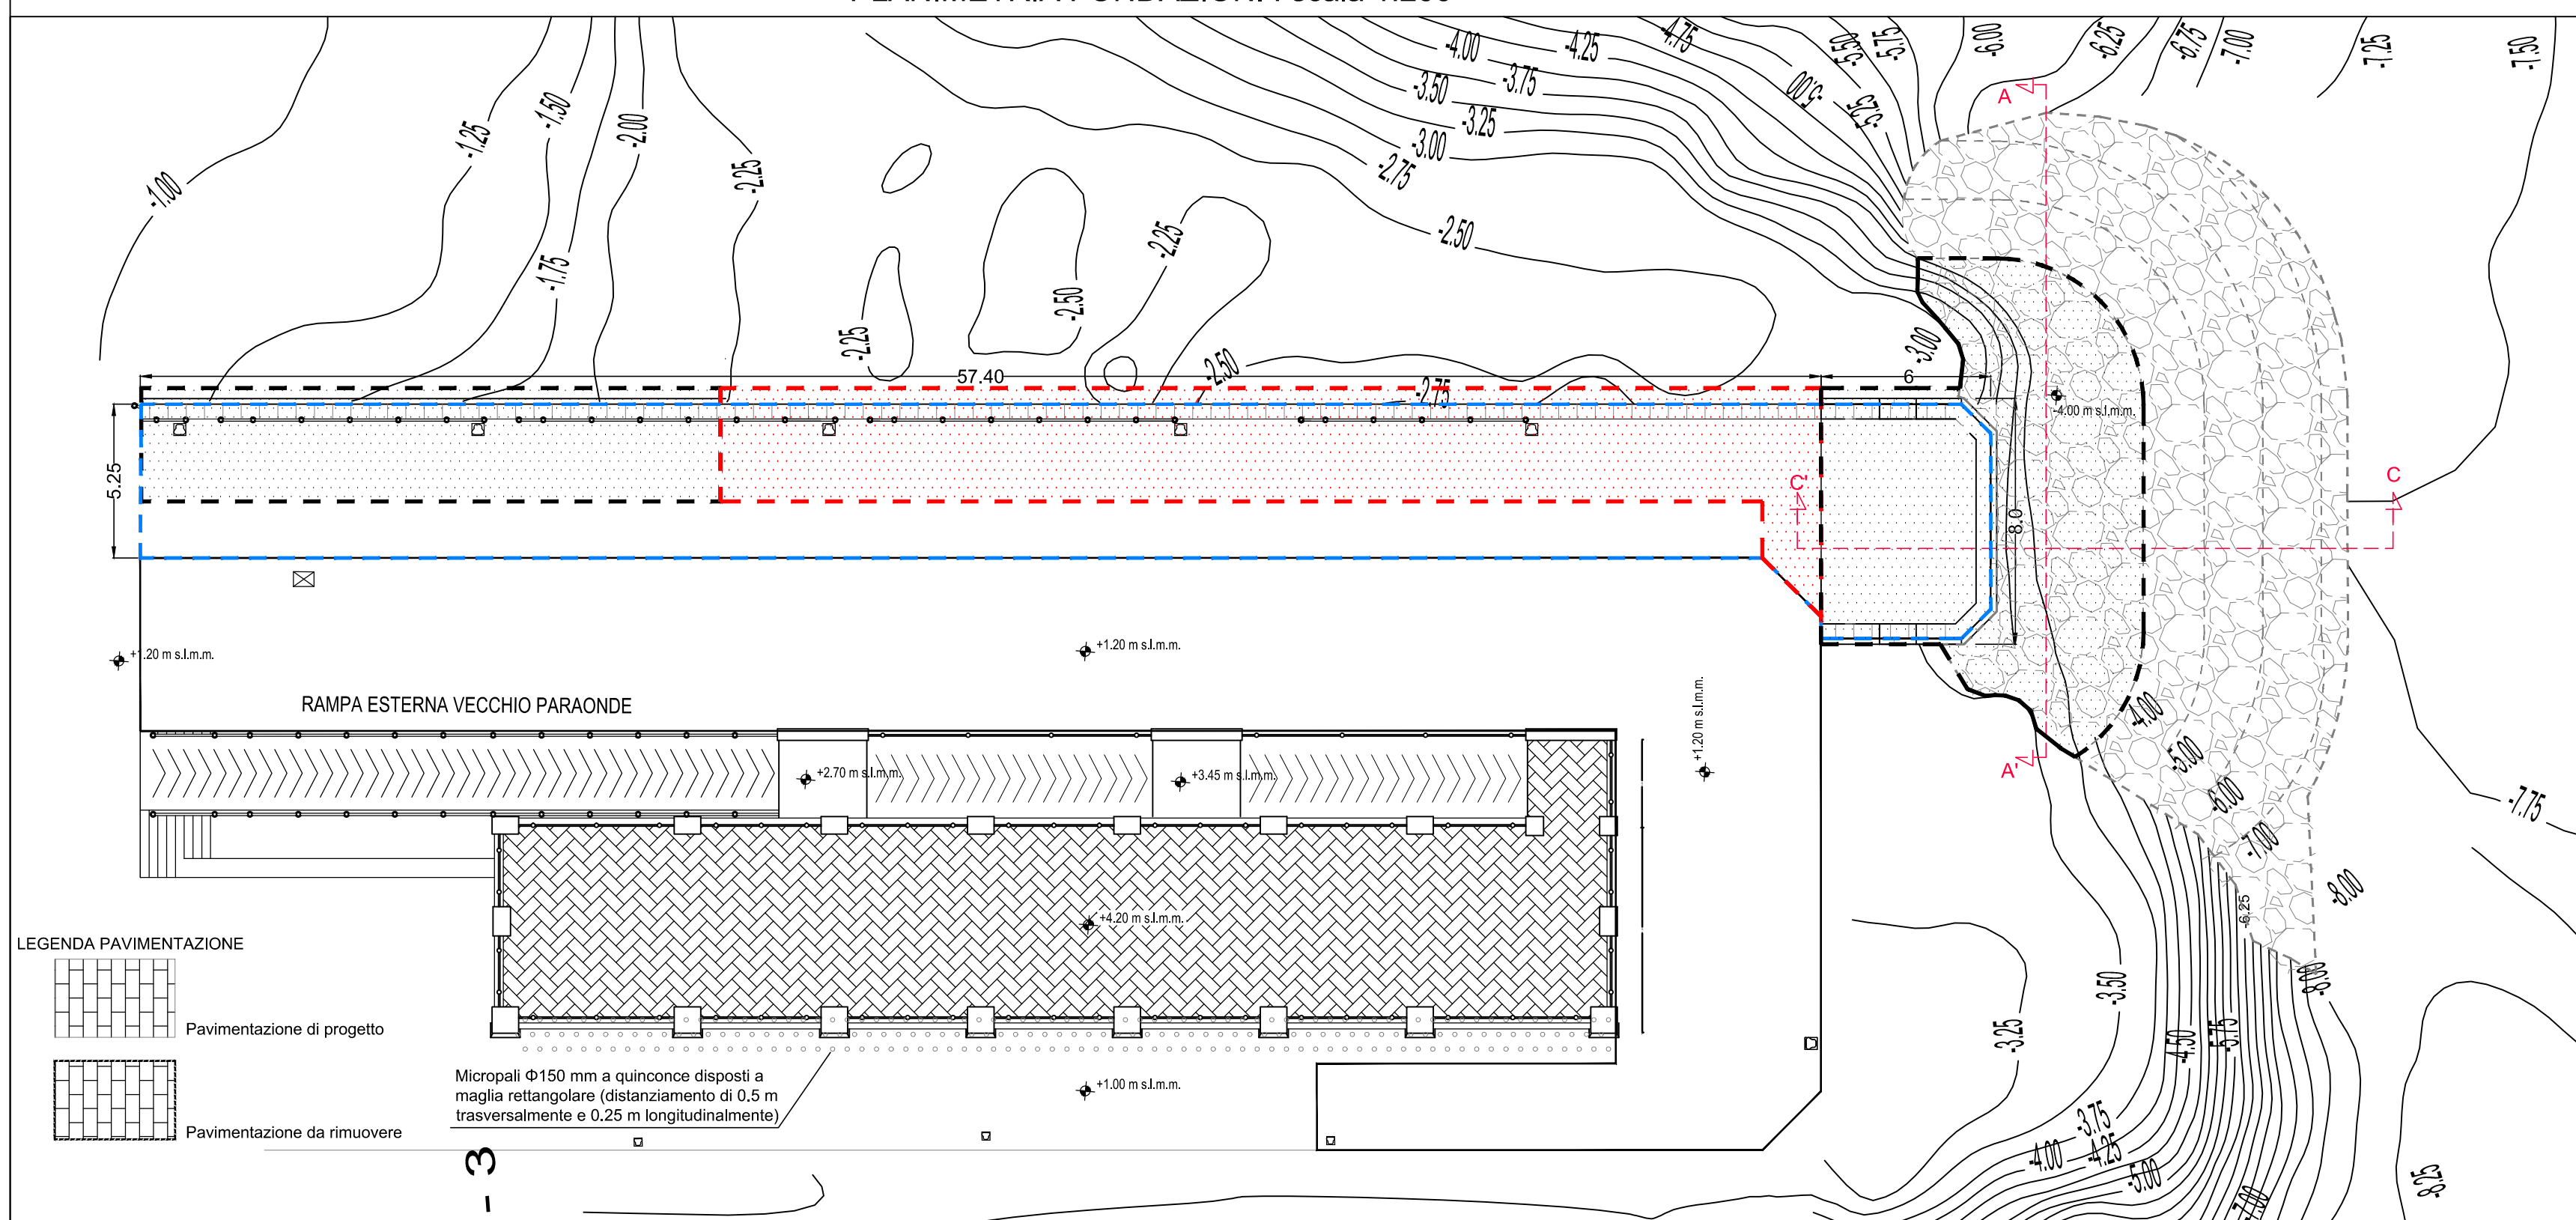 -4.00
-4.25
-4.75
-5.50
-5.75
-6.00
-6.25
-6.75
-7.00
-7.25
-7.50
-3.50
-3.75
-5.00
-5.25
-1.00
-1.25
-1.50
-2.00
-2.25
-3.00
-3.25
-2.75
A
-1.75
-2.25
-2.50
-2.25
-2.50
-2.50
-3.00
57.40
6
-2.75
-4.00 m s.l.m.m.
5.25
C'
C
8.0
+1.20 m s.l.m.m.
+1.20 m s.l.m.m.
+1.20 m s.l.m.m.
RAMPA ESTERNA VECCHIO PARAONDE
-4.00
-5.00
-6.00
-7.00
A'
+2.70 m s.l.m.m.
+3.45 m s.l.m.m.
-7.75
-8.00
+4.20 m s.l.m.m.
-6.25
LEGENDA PAVIMENTAZIONE
Pavimentazione di progetto
-3.50
-3.25
-4.50
-5.75
-8.00
Micropali Φ150 mm a quinconce disposti a
maglia rettangolare (distanziamento di 0.5 m
trasversalmente e 0.25 m longitudinalmente)
+1.00 m s.l.m.m.
Pavimentazione da rimuovere
-3.75
-4.00
-4.25
-5.00
-7.00
-8.25
- 3